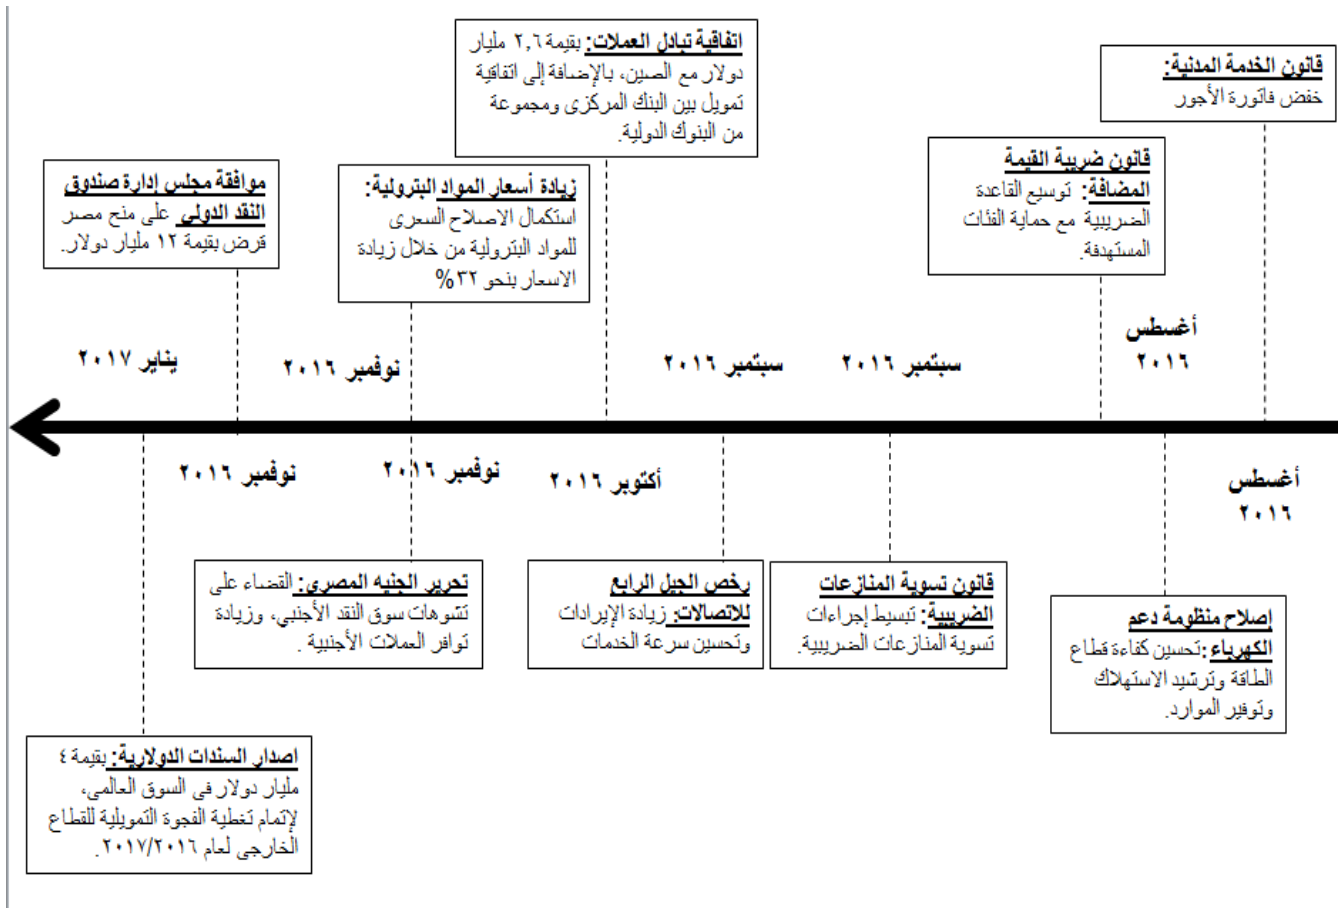 قانون الخدمة المدنية:
خفض فاتورة الأجور
قانون ضريبة القيمة
المضافة: توسيع القاعدة
الضريبية مع حماية الفئات
المستهدفة.
اتفاقية تبادل العملات: بقيمة ٢,٦ مليار
دولار مع الصين، بالإضافة إلى اتفاقية
تمويل بين البنك المركزى ومجموعة
من البنوك الدولية.
زيادة أسعار المواد البترولية:
استكمال الاصلاح السعرى
للمواد البترولية من خلال زيادة
الاسعار بنحو ٣٢%
موافقة مجلس إدارة صندوق
النقد الدولي على منح مصر
قرض بقيمة ١٢ مليار دولار.
أغسطس
٢٠١٦
سبتمبر ٢٠١٦
سبتمبر ٢٠١٦
نوفمبر ٢٠١٦
يناير ٢٠١٧
أغسطس
٢٠١٦
أكتوبر ٢٠١٦
نوفمبر ٢٠١٦
نوفمبر ٢٠١٦
إصلاح منظومة دعم
الكهرباء: تحسين كفاءة قطاع
الطاقة وترشيد الاستهلاك
وتوفير الموارد.
قانون تسوية المنازعات
الضريبية: تبسيط إجراءات
تسوية المنازعات الضريبية.
رخص الجيل الرابع
للاتصالات: زيادة الإيرادات
وتحسين سرعة الخدمات
تحرير الجنيه المصرى: القضاء على
تشوهات سوق النقد الأجنبي، وزيادة
توافر العملات الأجنبية .
اصدار السندات الدولارية: بقيمة ٤
مليار دولار فى السوق العالمى،
لإتمام تغطية الفجوة التمويلية للقطاع
الخارجى لعام ٢٠١٧/٢٠١٦.